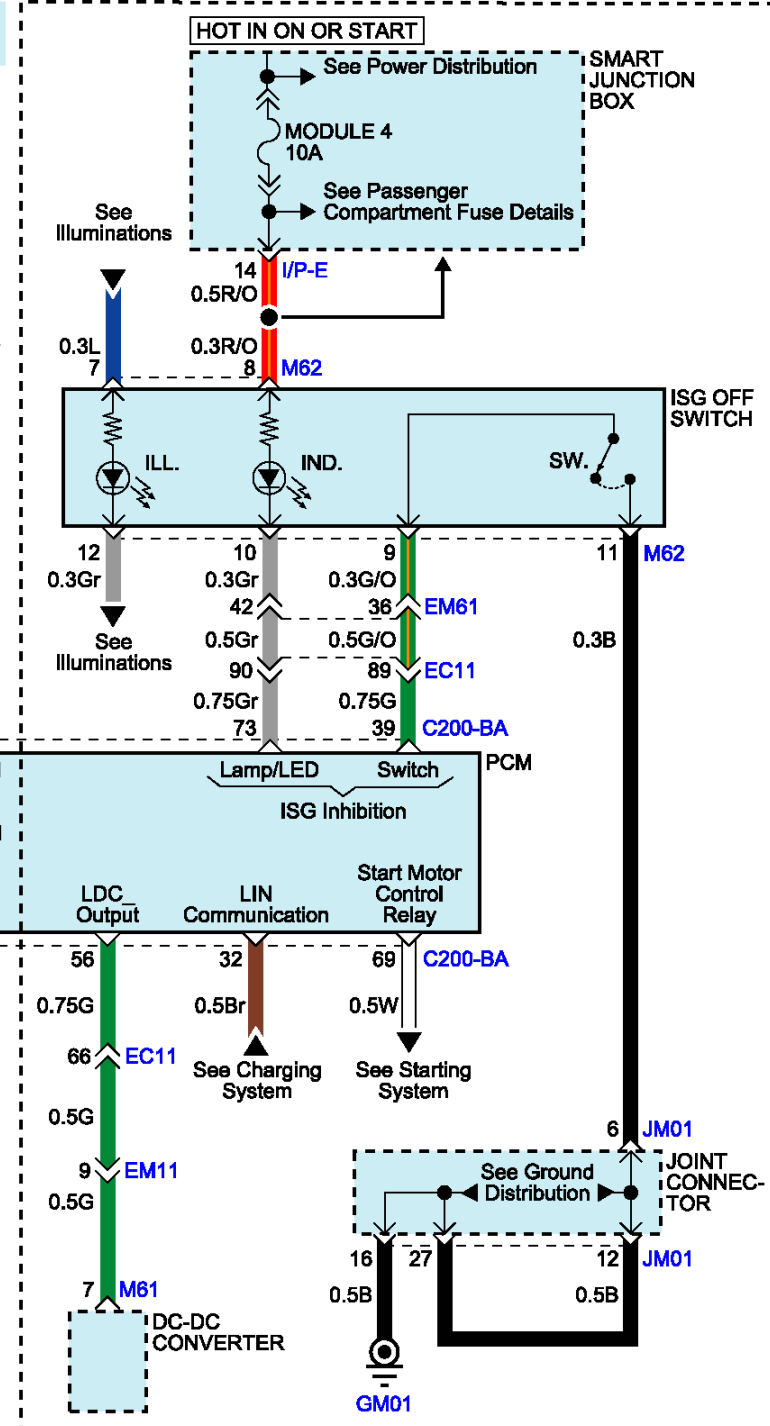 HOT IN ON OR START
See Power Distribution
SMART
JUNCTION
BOX
MODULE 4
10A
See Passenger
Compartment Fuse Details
See
Illuminations
14 I/P-E
0.5R/O
0.3L
0.3R/O
7
8 M62
ISG OFF
SWITCH
ILL.
IND.
SW.
12
10
9
11 M62
0.3Gr
0.3Gr
0.3G/O
42
36 EM61
See
Illuminations
0.5Gr
0.5G/O
0.3B
90
89 EC11
0.75Gr
0.75G
73
39 C200-BA
PCM
Lamp/LED
Switch
ISG Inhibition
LDC_
Output
LIN
Communication
Start Motor
Control
Relay
56
32
69 C200-BA
0.75G
0.5Br
0.5W
66 EC11
See Charging
System
See Starting
System
0.5G
6 JM01
9 EM11
0.5G
See Ground
Distribution
JOINT
CONNEC-
TOR
16
27
12 JM01
7 M61
0.5B
0.5B
DC-DC
CONVERTER
GM01